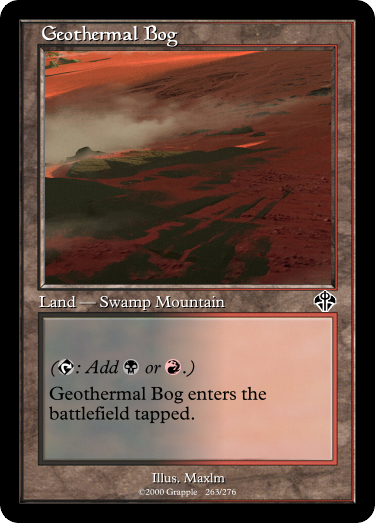 Geothermal Bog
Land — Swamp Mountain
(: Add or .)
Geothermal Bog enters the
battlefield tapped.
Illus. Maxlm
©2000 Grapple 263/276